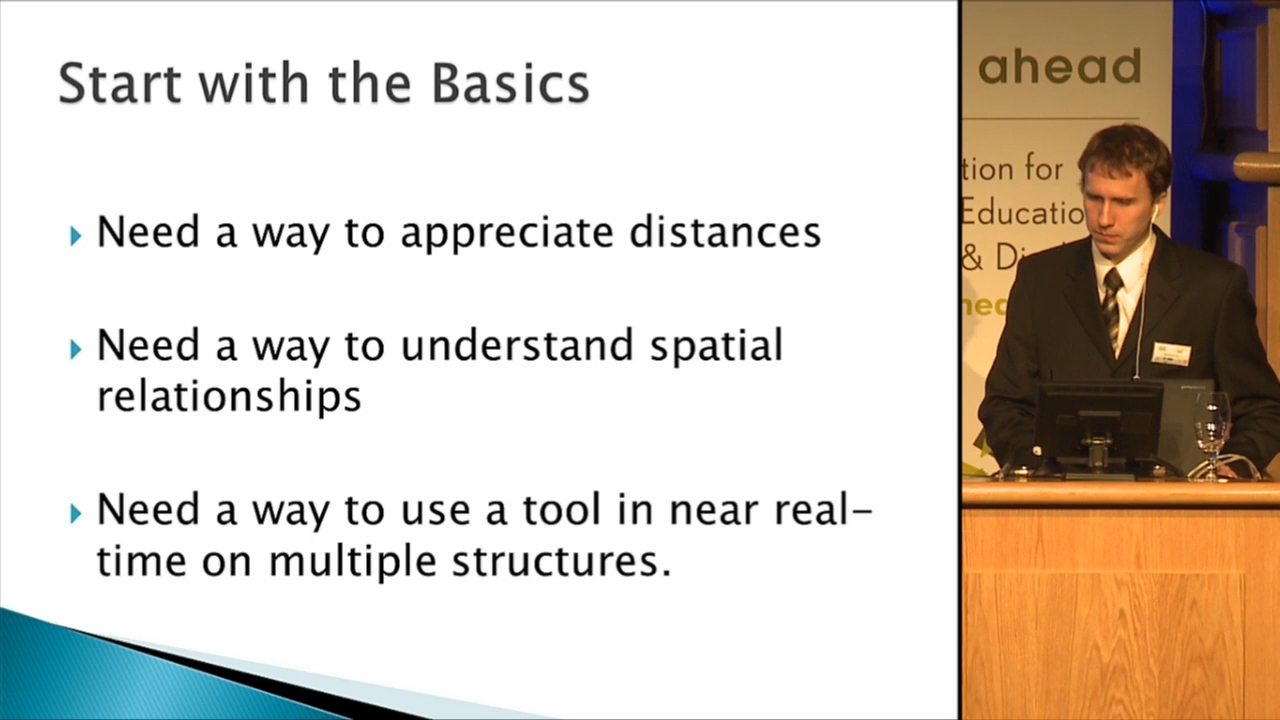 Start with the Basics
Need a way to appreciate distances
Need a way to understand spatial
relationships
Need a way to use a tool in near real-
time on multiple structures.
ahead
tion for
Educatio
& Di